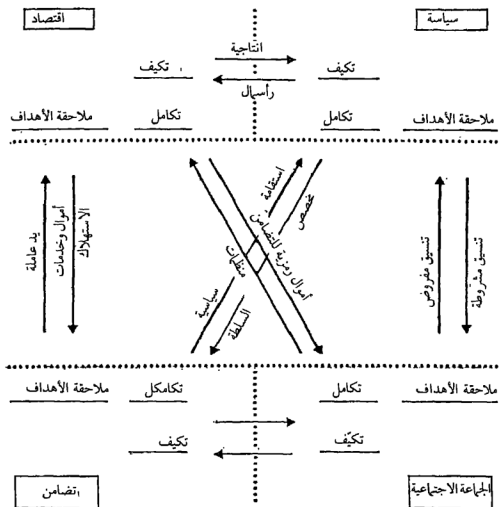 سياسة
اقتصاد
انتاجية
تكيف
تكيف
رأسمال
ملاحقة الأهداف
تكامل
تكامل
ملاحقة الأهداف
استقامة
تخصص
أموال رمزية للتضامن
منظمات
سياسية
السلطة
تنسيق مشروطة
تنسيق مفروض
الاستهلاك
أموال وخدمات
يد عاملة
ملاحقة الأهداف
تكامل
تكامكل
ملاحقة الأهداف
تكيّف
تكيف
الجماعة الاجتماعية
تضامن